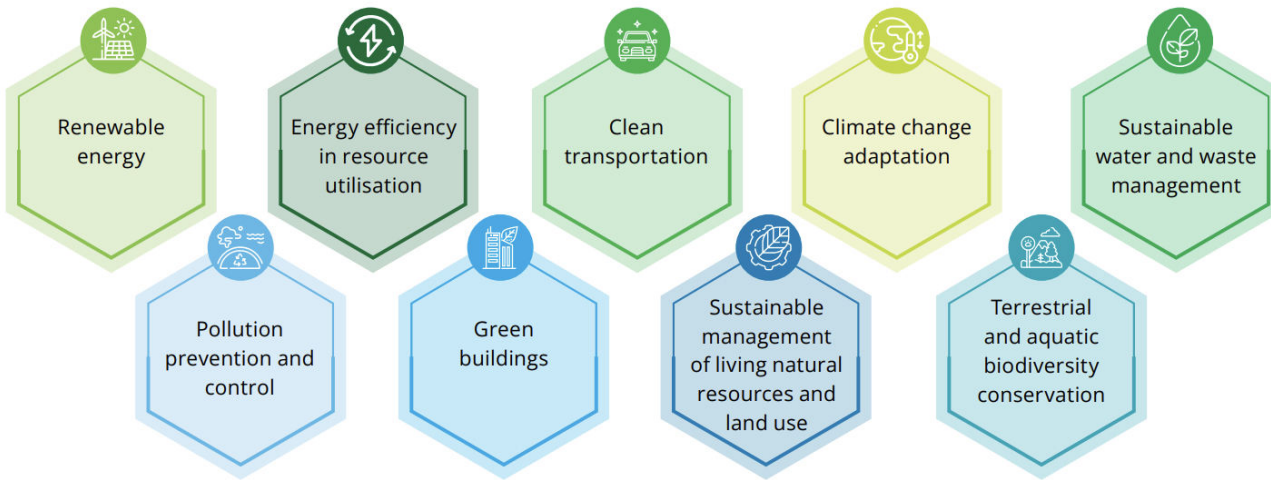 Renewable
energy
Energy efficiency
in resource
utilisation
Clean
transportation
Climate change
adaptation
Sustainable
water and waste
management
Pollution
prevention and
control
Green
buildings
Sustainable
management
of living natural
resources and
land use
Terrestrial
and aquatic
biodiversity
conservation